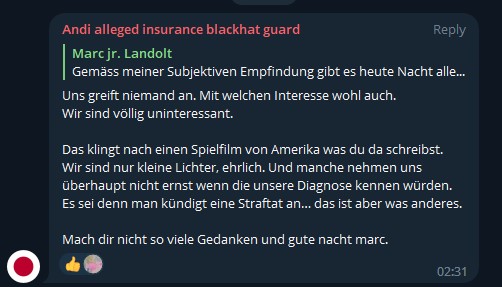 Andi alleged insurance blackhat guard Reply
Marc jr. Landolt
Gemäss meiner Subjektiven Empfindung gibt es heute Nacht alle...
Uns greift niemand an. Mit welchen Interesse wohl auch.
Wir sind völlig uninteressant.
Das klingt nach einen Spielfilm von Amerika was du da schreibst.
Wir sind nur kleine Lichter, ehrlich. Und manche nehmen uns
überhaupt nicht ernst wenn die unsere Diagnose kennen würden.
Es sei denn man kündigt eine Straftat an... das ist aber was anderes.
Mach dir nicht so viele Gedanken und gute nacht marc.
02:31